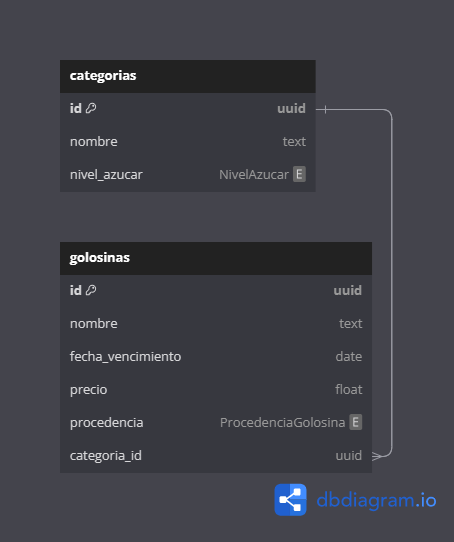 categorias
id uuid
nombre text
nivel_azucar NivelAzucar E
golosinas
id uuid
nombre text
fecha_vencimiento date
precio float
procedencia ProcedenciaGolosina E
categoria_id uuid
dbdiagram.io